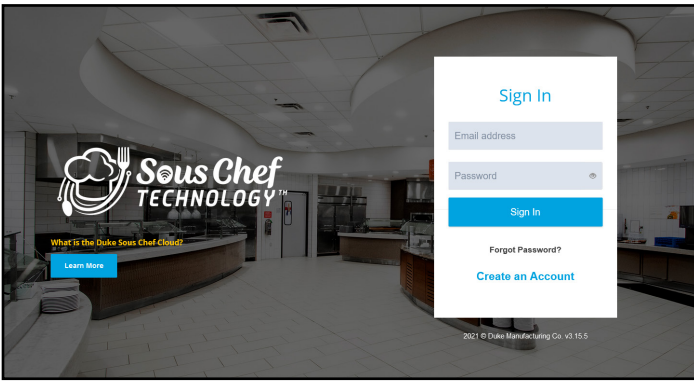 Sous Chef
TECHNOLOGY™
What is the Duke Sous Chef Cloud?
Learn More
Sign In
Email address
Password
Sign In
Forgot Password?
Create an Account
2021 © Duke Manufacturing Co. v3.15.5